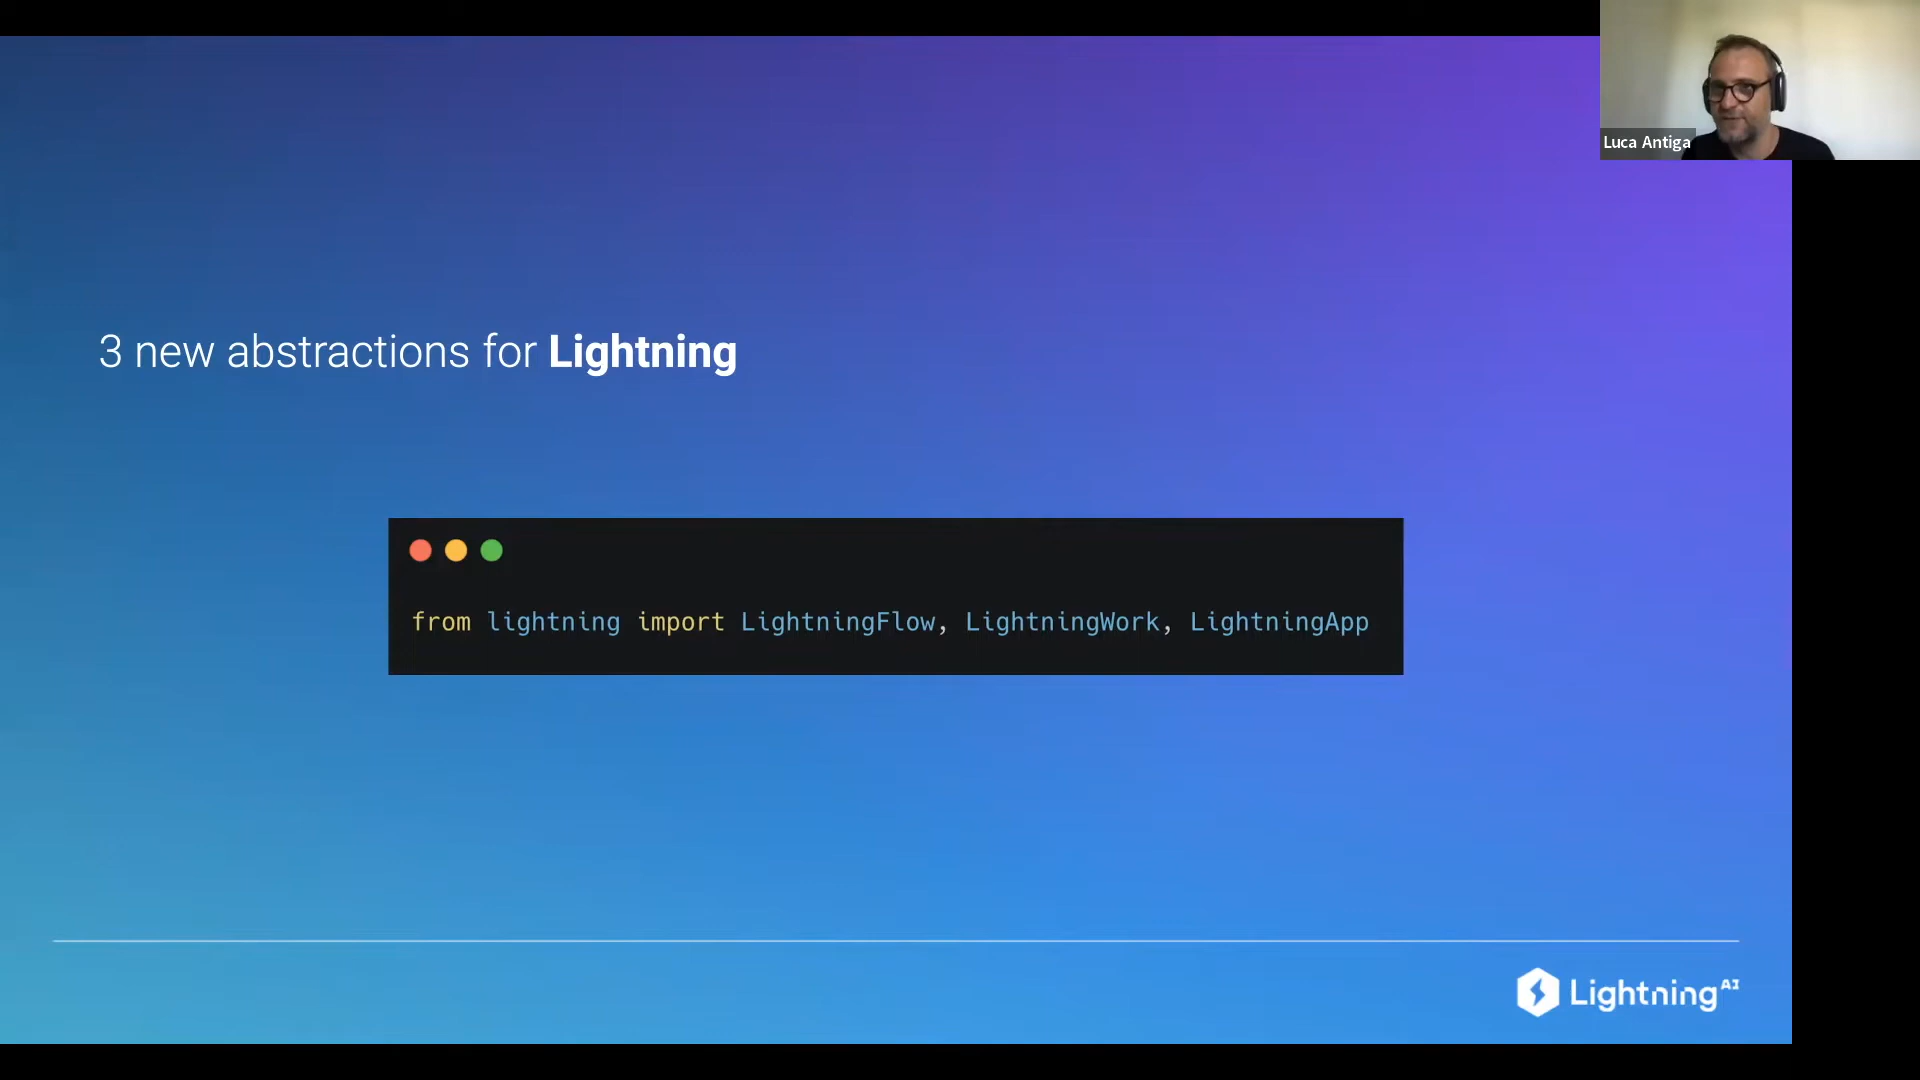 Luca Antiga
3 new abstractions for Lightning
from lightning import LightningFlow, LightningWork, LightningApp
Lightning AI